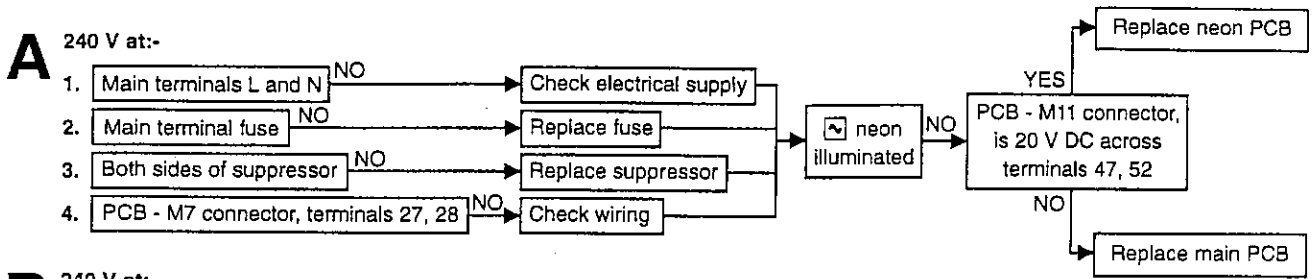 A
240 V at:-
1. Main terminals L and N
NO
Check electrical supply
2. Main terminal fuse
NO
Replace fuse
3. Both sides of suppressor
NO
Replace suppressor
4. PCB - M7 connector, terminals 27, 28
NO
Check wiring
neon
illuminated
NO
PCB - M11 connector,
is 20 V DC across
terminals 47, 52
YES
Replace neon PCB
NO
Replace main PCB